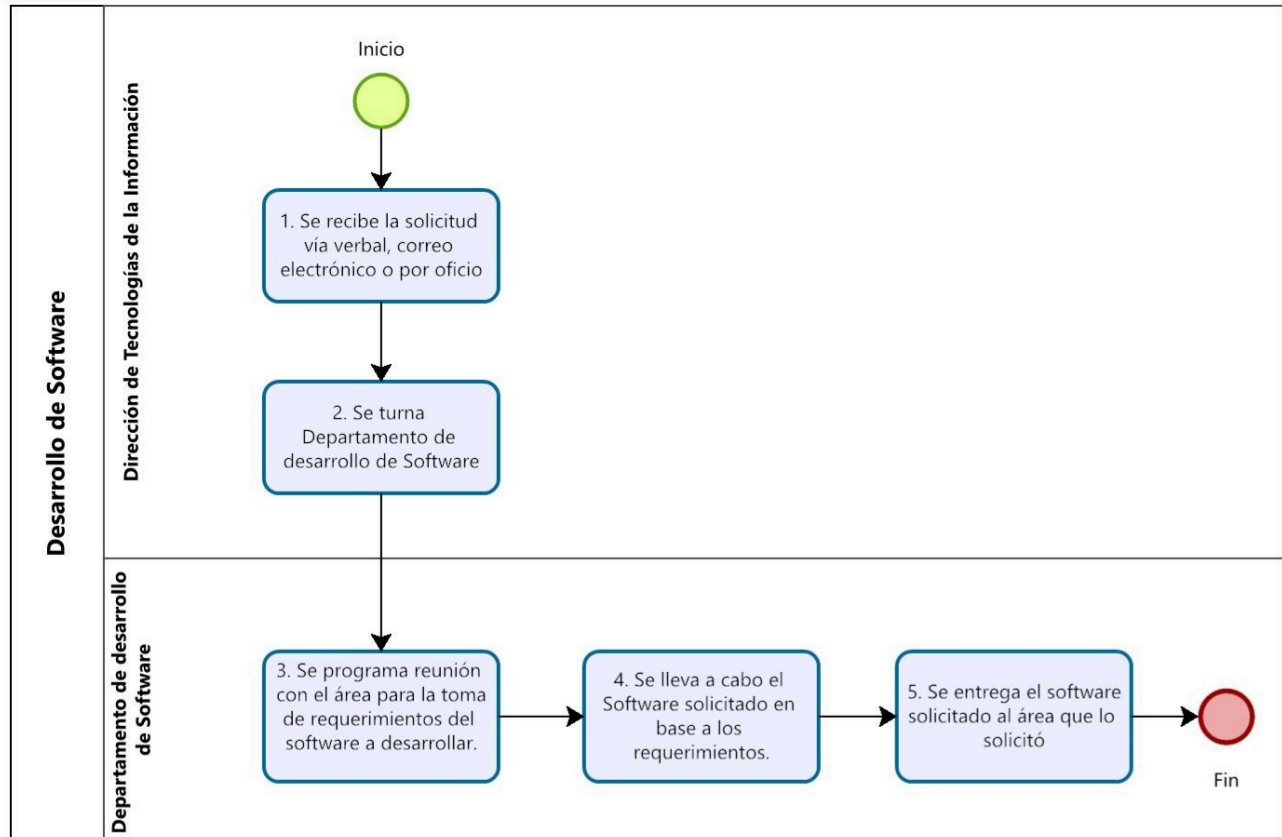 Desarrollo de Software
Dirección de Tecnologías de la Información
Inicio
1. Se recibe la solicitud
vía verbal, correo
electrónico o por oficio
2. Se turna
Departamento de
desarrollo de Software
Departamento de desarrollo
de Software
3. Se programa reunión
con el área para la toma
de requerimientos del
software a desarrollar.
4. Se lleva a cabo el
Software solicitado en
base a los
requerimientos.
5. Se entrega el software
solicitado al área que lo
solicitó
Fin